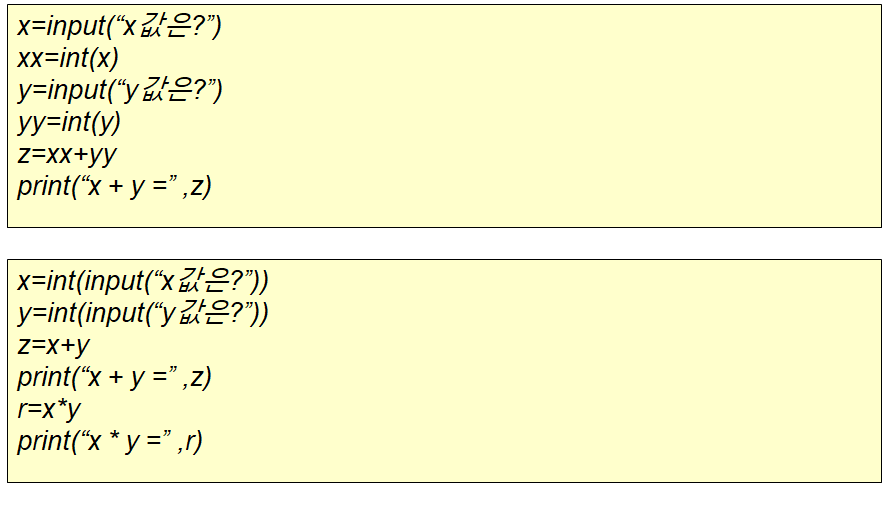 x=input(“x값은?”)
xx=int(x)
y=input(“y값은?”)
yy=int(y)
z=xx+yy
print(“x + y =” ,z)
x=int(input(“x값은?”))
y=int(input(“y값은?”))
z=x+y
print(“x + y =” ,z)
r=x*y
print(“x * y =” ,r)